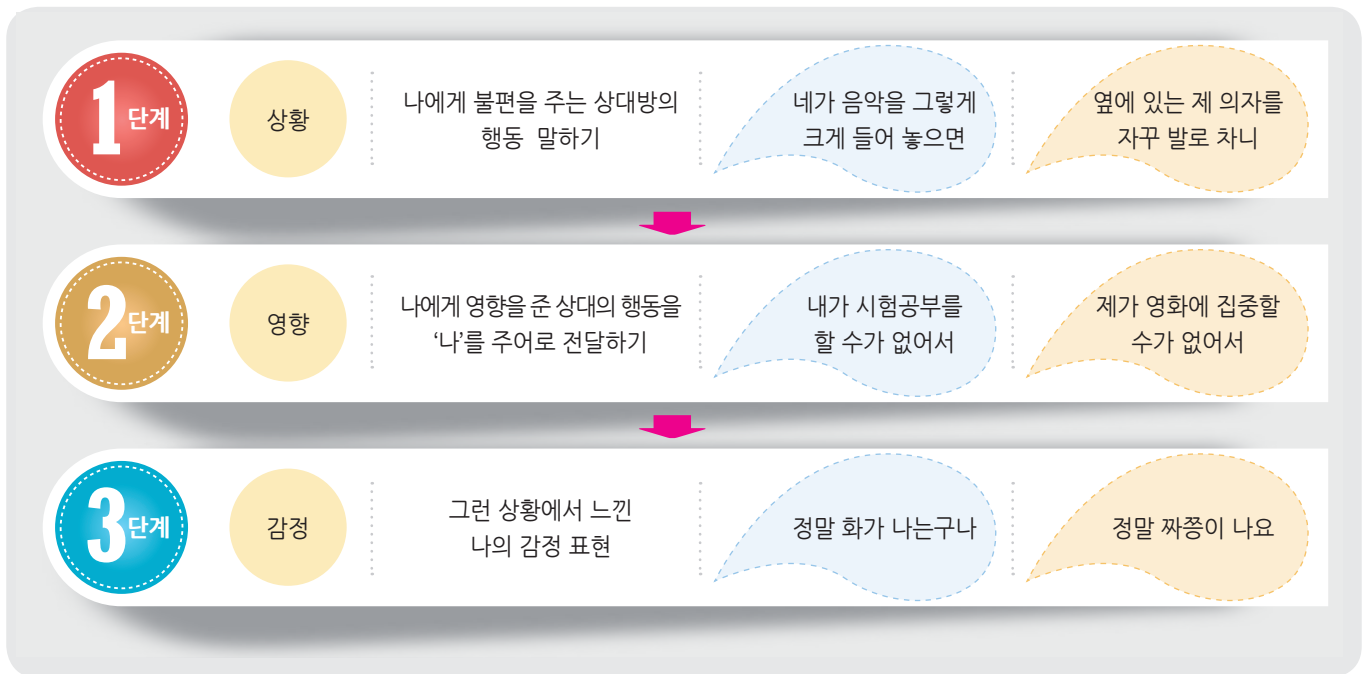 1단계
상황
나에게 불편을 주는 상대방의
행동 말하기
네가 음악을 그렇게
크게 들어 놓으면
옆에 있는 제 의자를
자꾸 발로 차니
2단계
영향
나에게 영향을 준 상대의 행동을
‘나’를 주어로 전달하기
내가 시험공부를
할 수가 없어서
제가 영화에 집중할
수가 없어서
3단계
감정
그런 상황에서 느낀
나의 감정 표현
정말 화가 나는구나
정말 짜쯩이 나요